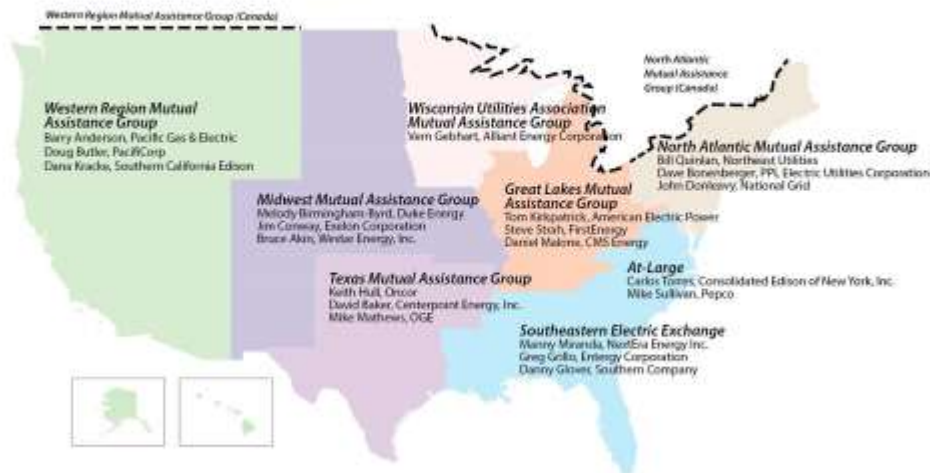 Western Region Mutual Assistance Group (Canada)
North Atlantic
Mutual Assistance
Group (Canada)
Western Region Mutual
Assistance Group
Barry Anderson, Pacific Gas & Electric
Doug Butler, PacifiCorp
Dana Kracke, Southern California Edison
Wisconsin Utilities Association
Mutual Assistance Group
Vern Gebhart, Alliant Energy Corporation
North Atlantic Mutual Assistance Group
Bill Quinlan, Northeast Utilities
Dave Bonenberger, PPL Electric Utilities Corporation
John Donleavy, National Grid
Midwest Mutual Assistance Group
Melody Birmingham-Byrd, Duke Energy
Jim Conway, Exelon Corporation
Bruce Akin, Westar Energy, Inc.
Great Lakes Mutual
Assistance Group
Tom Kirkpatrick, American Electric Power
Steve Strah, FirstEnergy
Daniel Malone, CMS Energy
At-Large
Carlos Torres, Consolidated Edison of New York, Inc.
Mike Sullivan, Pepco
Texas Mutual Assistance Group
Keith Hull, Oncor
David Baker, Centerpoint Energy, Inc.
Mike Mathews, OGE
Southeastern Electric Exchange
Manny Miranda, NextEra Energy Inc.
Greg Grillo, Entergy Corporation
Danny Glover, Southern Company